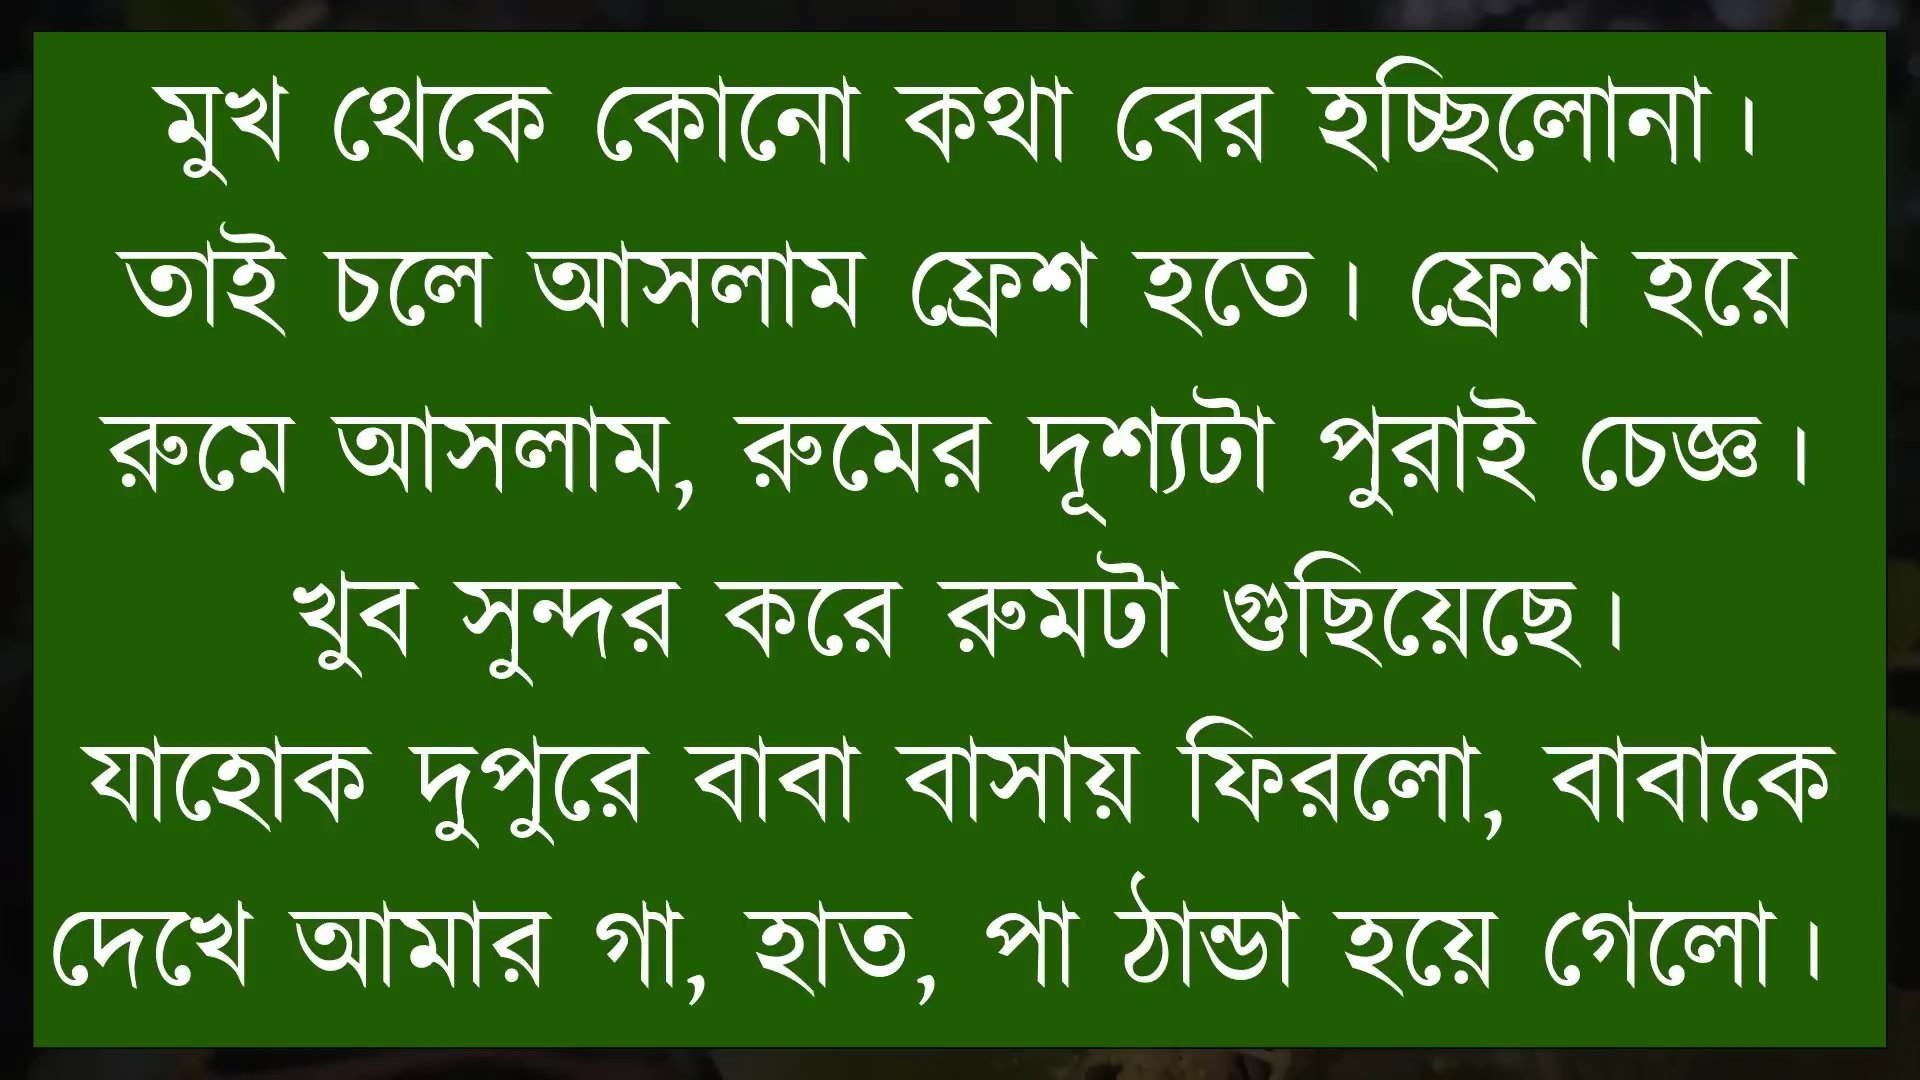 মুখ থেকে কোনো কথা বের হচ্ছিলোনা।
তাই চলে আসলাম ফ্রেশ হতে। ফ্রেশ হয়ে
রুমে আসলাম, রুমের দূশ্যটা পুরাই চেজ্ঞ।
খুব সুন্দর করে রুমটা গুছিয়েছে।
যাহোক দুপুরে বাবা বাসায় ফিরলো, বাবাকে
দেখে আমার গা, হাত, পা ঠান্ডা হয়ে গেলো।